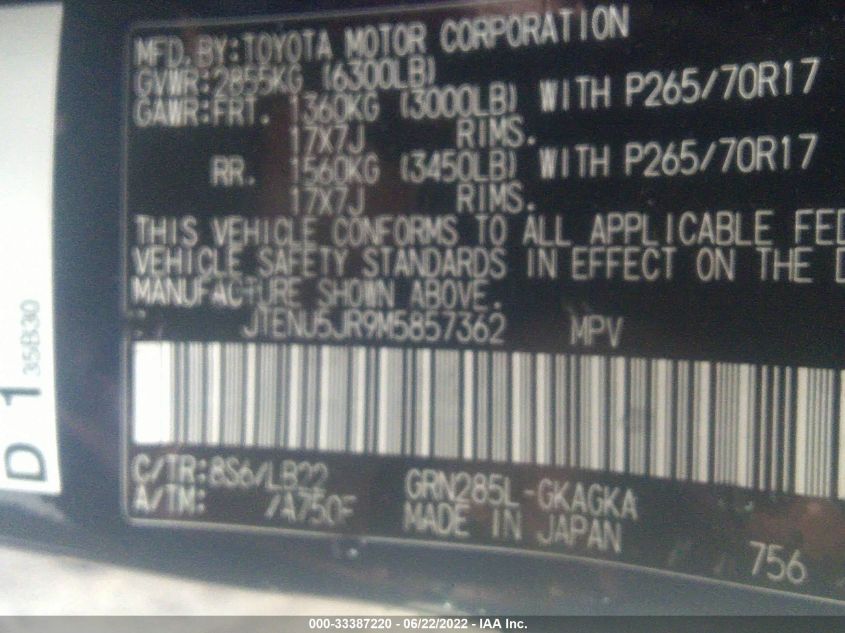 MFD. BY: TOYOTA MOTOR CORPORATION
GVWR: 2855KG (6300LB)
GAWR: FRT. 1360KG (3000LB) WITH P265/70R17
17X7J RIMS.
RR. 1560KG (3450LB) WITH P265/70R17
17X7J RIMS.
THIS VEHICLE CONFORMS TO ALL APPLICABLE FED
VEHICLE SAFETY STANDARDS IN EFFECT ON THE D
MANUFACTURE SHOWN ABOVE.
JTENU5JR9M5857362 MPV
C/TR: 8S6/LB22 GRN285L-GKAGKA
A/TM: /A750F MADE IN JAPAN
756
D 1 35B30
000-33387220 - 06/22/2022 - IAA Inc.